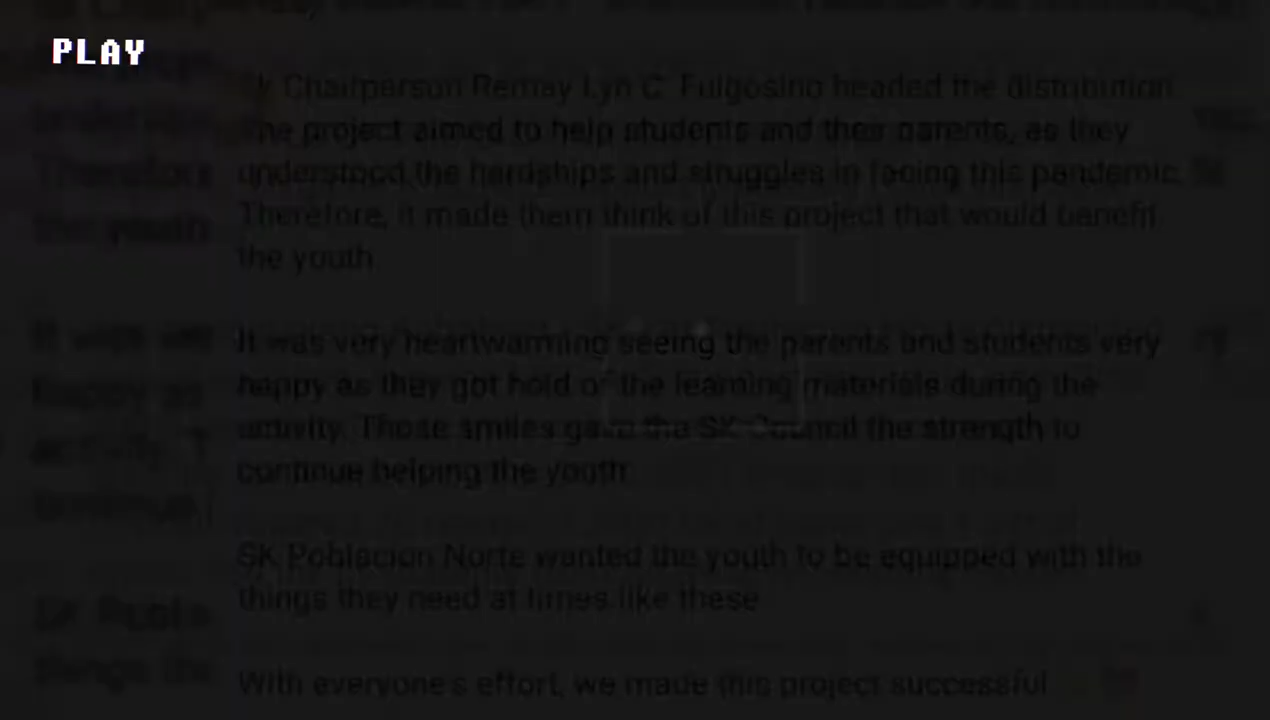 PLAY
Sk Chairperson Remay Lyn C. Fulgosino headed the distribution.
The project aimed to help students and their parents, as they
understood the hardships and struggles in facing this pandemic.
Therefore, it made them think of this project that would benefit
the youth.
It was very heartwarming seeing the parents and students very
happy as they got hold of the learning materials during the
activity. Those smiles gave the SK Council the strength to
continue helping the youth.
SK Poblacion Norte wanted the youth to be equipped with the
things they need at times like these.
With everyone's effort, we made this project successful.